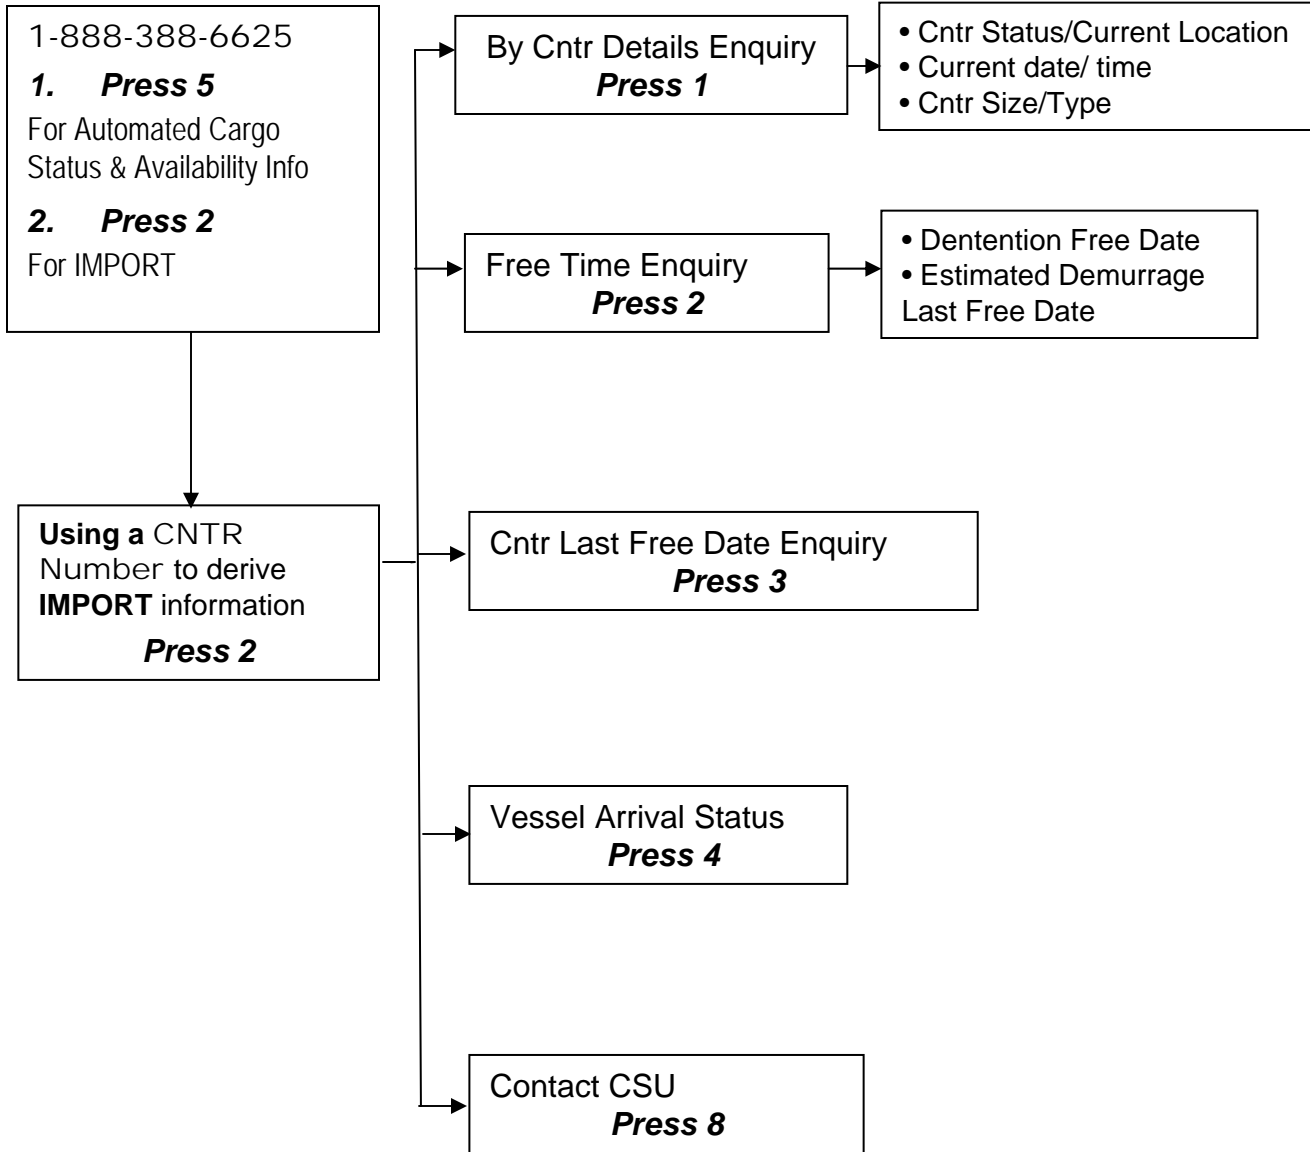 1-888-388-6625
1. Press 5
For Automated Cargo
Status & Availability Info
2. Press 2
For IMPORT
Using a CNTR
Number to derive
IMPORT information
Press 2
By Cntr Details Enquiry
Press 1
• Cntr Status/Current Location
• Current date/ time
• Cntr Size/Type
Free Time Enquiry
Press 2
• Dentention Free Date
• Estimated Demurrage
Last Free Date
Cntr Last Free Date Enquiry
Press 3
Vessel Arrival Status
Press 4
Contact CSU
Press 8